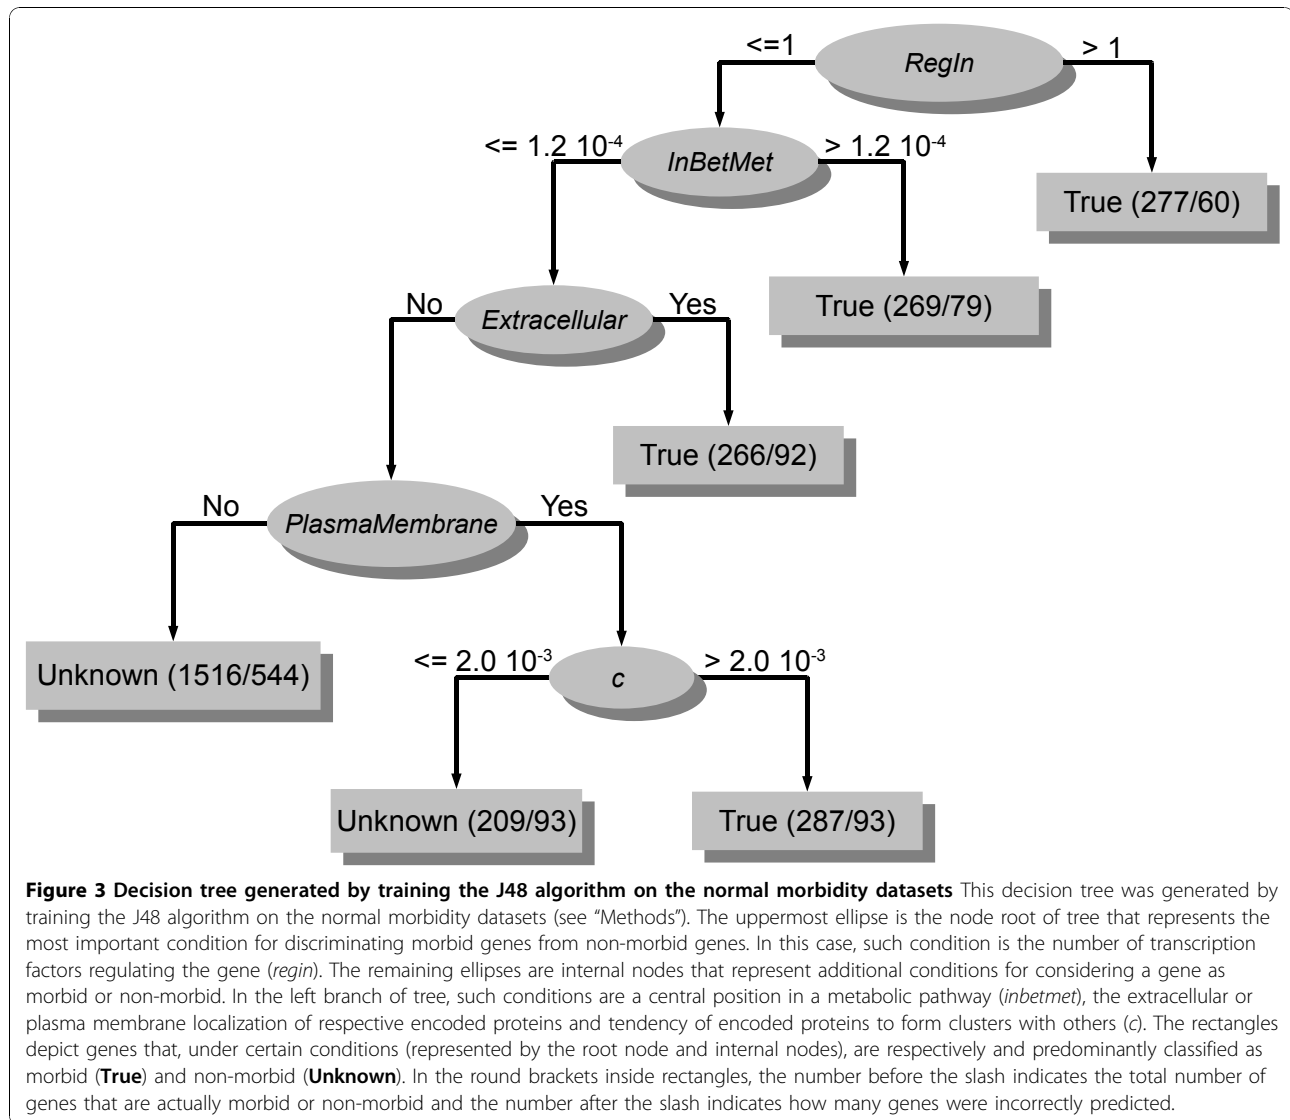 <=1
RegIn
> 1
<= 1.2 10-4
InBetMet
> 1.2 10-4
True (277/60)
No
Extracellular
Yes
True (269/79)
True (266/92)
No
PlasmaMembrane
Yes
Unknown (1516/544)
<= 2.0 10-3
c
> 2.0 10-3
Unknown (209/93)
True (287/93)
Figure 3 Decision tree generated by training the J48 algorithm on the normal morbidity datasets This decision tree was generated by
training the J48 algorithm on the normal morbidity datasets (see “Methods”). The uppermost ellipse is the node root of tree that represents the
most important condition for discriminating morbid genes from non-morbid genes. In this case, such condition is the number of transcription
factors regulating the gene (regin). The remaining ellipses are internal nodes that represent additional conditions for considering a gene as
morbid or non-morbid. In the left branch of tree, such conditions are a central position in a metabolic pathway (inbetmet), the extracellular or
plasma membrane localization of respective encoded proteins and tendency of encoded proteins to form clusters with others (c). The rectangles
depict genes that, under certain conditions (represented by the root node and internal nodes), are respectively and predominantly classified as
morbid (True) and non-morbid (Unknown). In the round brackets inside rectangles, the number before the slash indicates the total number of
genes that are actually morbid or non-morbid and the number after the slash indicates how many genes were incorrectly predicted.